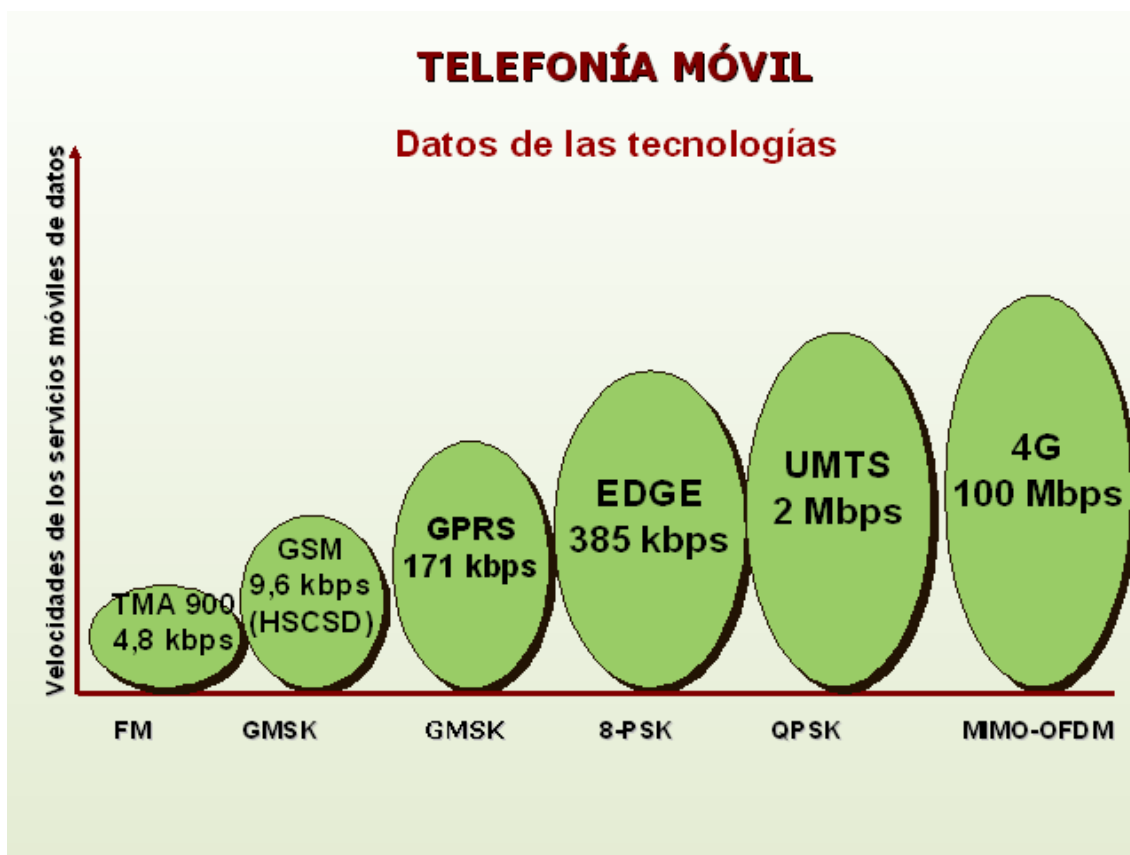 TELEFONÍA MÓVIL
Datos de las tecnologías
Velocidades de los servicios móviles de datos
TMA 900
4,8 kbps
GSM
9,6 kbps
(HSCSD)
GPRS
171 kbps
EDGE
385 kbps
UMTS
2 Mbps
4G
100 Mbps
FM
GMSK
GMSK
8-PSK
QPSK
MIMO-OFDM